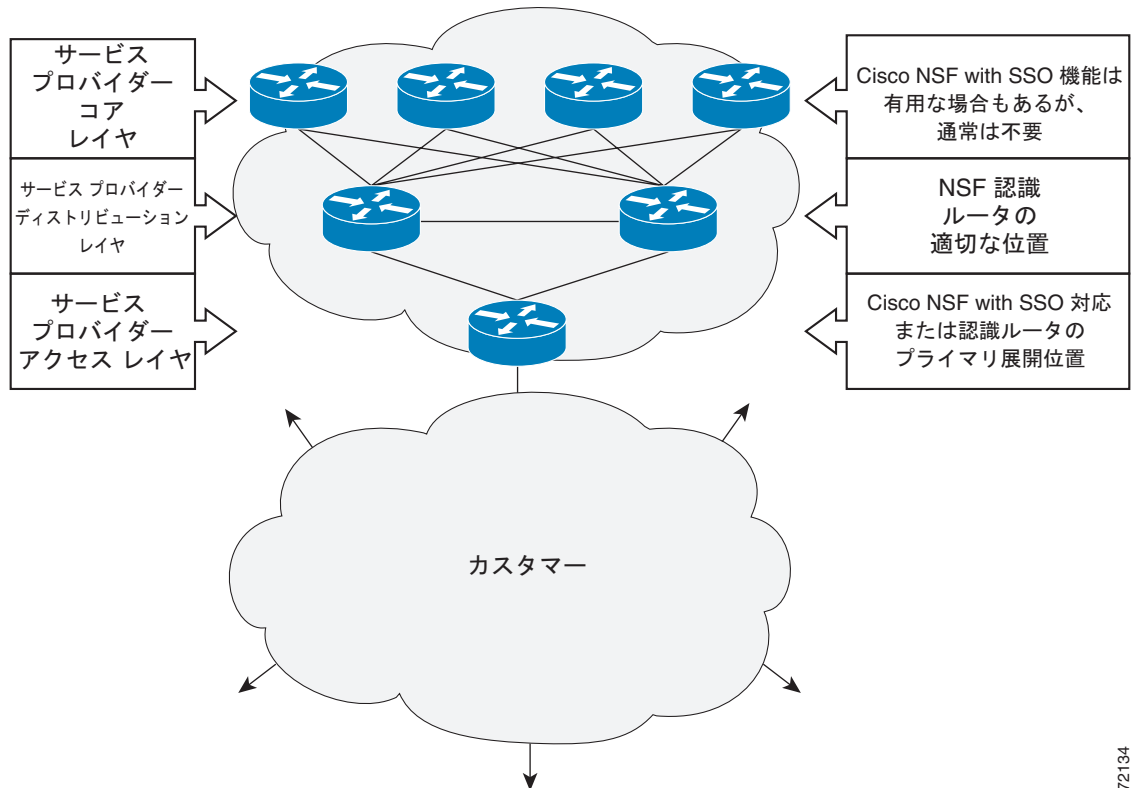 サービス
プロバイダー
コア
レイヤ
Cisco NSF with SSO 機能は
有用な場合もあるが、
通常は不要
サービス プロバイダー
ディストリビューション
レイヤ
NSF 認識
ルータの
適切な位置
サービス
プロバイダー
アクセス レイヤ
Cisco NSF with SSO 対応
または認識ルータの
プライマリ展開位置
カスタマー
72134